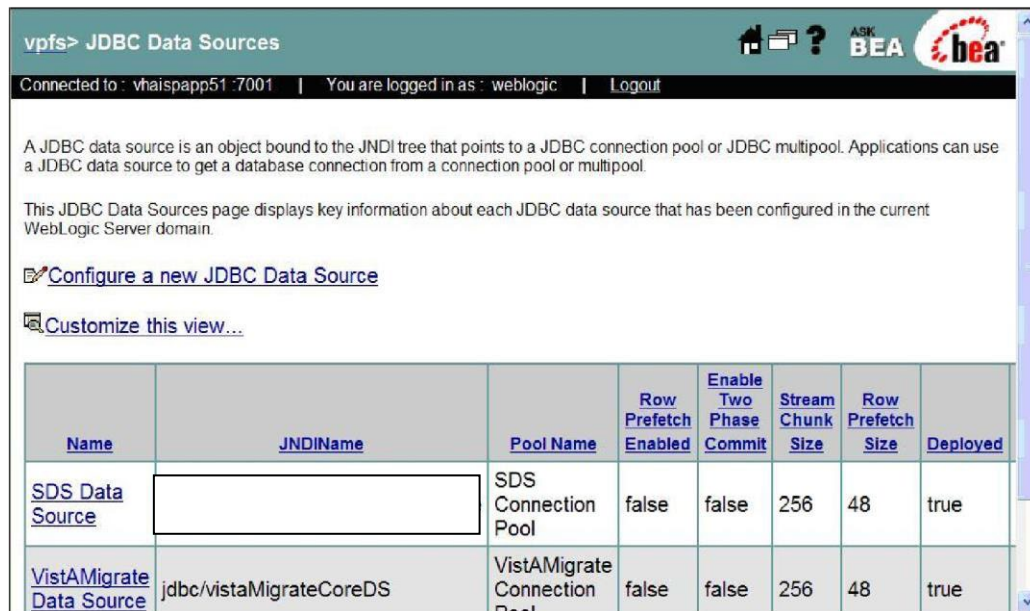 vpfs> JDBC Data Sources
? ASK BEA bea
Connected to : vhaispapp51 :7001 | You are logged in as : weblogic | Logout
A JDBC data source is an object bound to the JNDI tree that points to a JDBC connection pool or JDBC multipool. Applications can use
a JDBC data source to get a database connection from a connection pool or multipool.
This JDBC Data Sources page displays key information about each JDBC data source that has been configured in the current
WebLogic Server domain.
Configure a new JDBC Data Source
Customize this view...
Name JNDIName Pool Name Row Prefetch Enabled Enable Two Phase Commit Stream Chunk Size Row Prefetch Size Deployed
SDS Data Source SDS Connection Pool false false 256 48 true
VistAMigrate Data Source jdbc/vistaMigrateCoreDS VistAMigrate Connection Pool false false 256 48 true